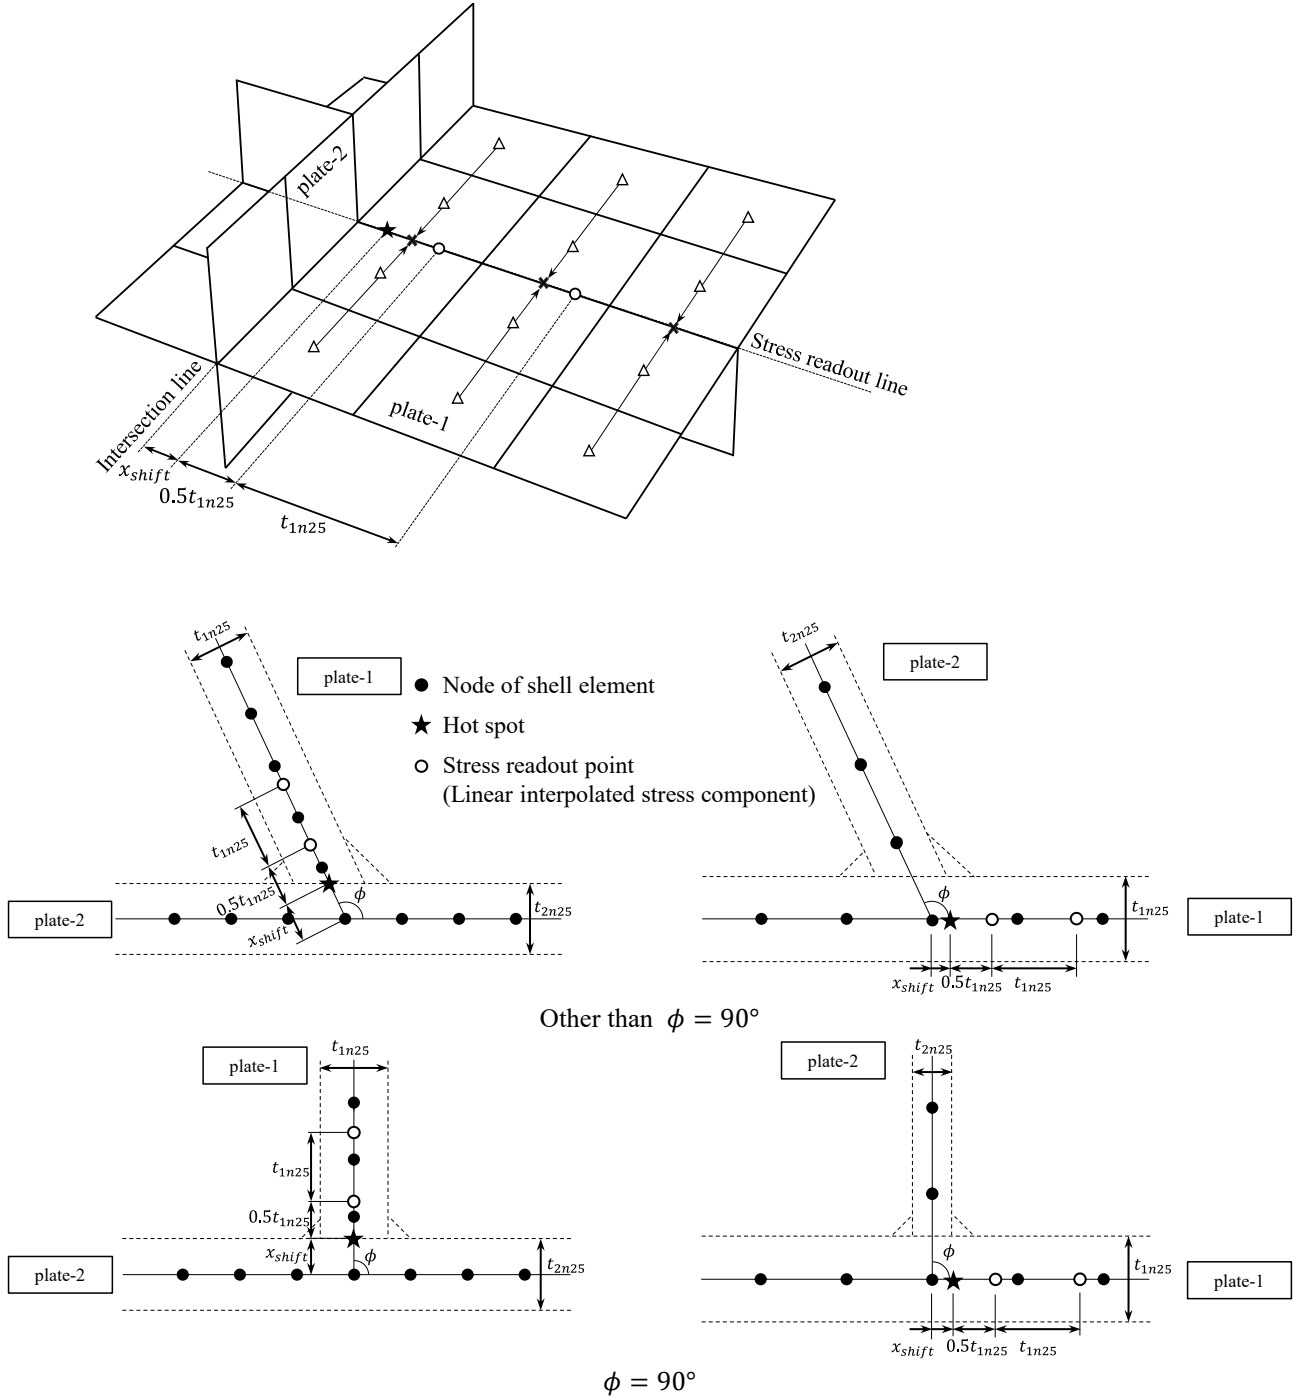 plate-2
Stress readout line
plate-1
Intersection line
x_shift
0.5t_1n25
t_1n25
t_1n25
plate-1
t_2n25
plate-2
Node of shell element
Hot spot
Stress readout point
(Linear interpolated stress component)
t_1n25
0.5t_1n25
x_shift
ϕ
t_2n25
plate-2
ϕ
t_1n25
plate-1
x_shift
0.5t_1n25
t_1n25
Other than ϕ = 90°
plate-1
t_1n25
t_1n25
0.5t_1n25
x_shift
ϕ
t_2n25
plate-2
plate-2
t_2n25
ϕ
t_1n25
plate-1
x_shift
0.5t_1n25
t_1n25
ϕ = 90°